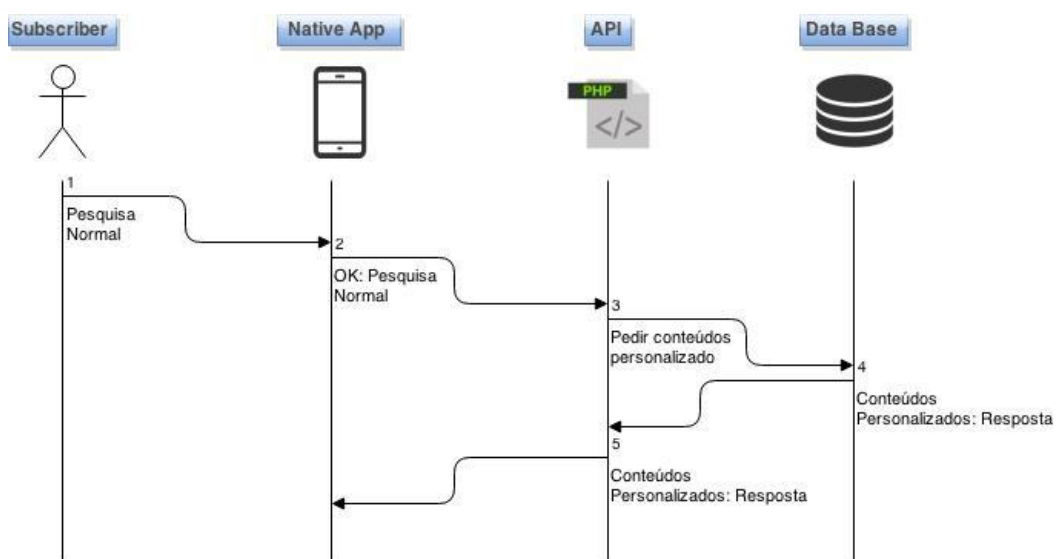 Subscriber
Native App
API
Data Base
PHP
</>
1
Pesquisa
Normal
2
OK: Pesquisa
Normal
3
Pedir conteúdos
personalizado
4
Conteúdos
Personalizados: Resposta
5
Conteúdos
Personalizados: Resposta